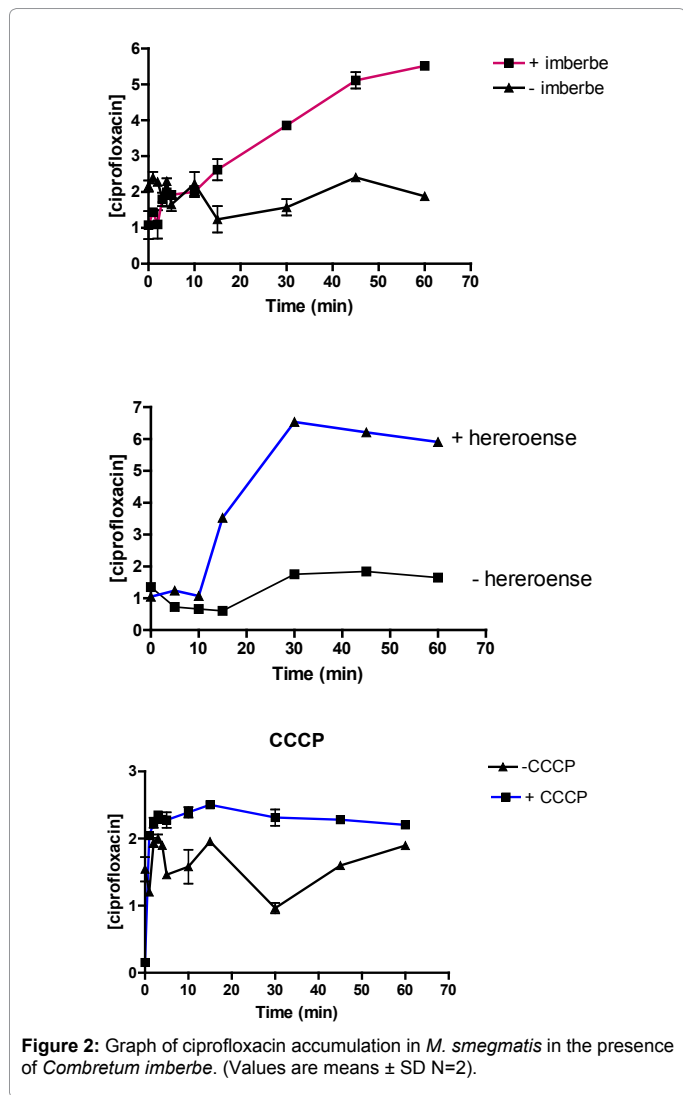 + imberbe
- imberbe
[ciprofloxacin]
6
5
4
3
2
1
0
0 10 20 30 40 50 60 70
Time (min)
[ciprofloxacin]
7
6
5
4
3
2
1
0
+ hereroense
- hereroense
0 10 20 30 40 50 60 70
Time (min)
CCCP
-CCCP
+ CCCP
[ciprofloxacin]
3
2
1
0
0 10 20 30 40 50 60 70
Time (min)
Figure 2: Graph of ciprofloxacin accumulation in M. smegmatis in the presence
of Combretum imberbe. (Values are means ± SD N=2).